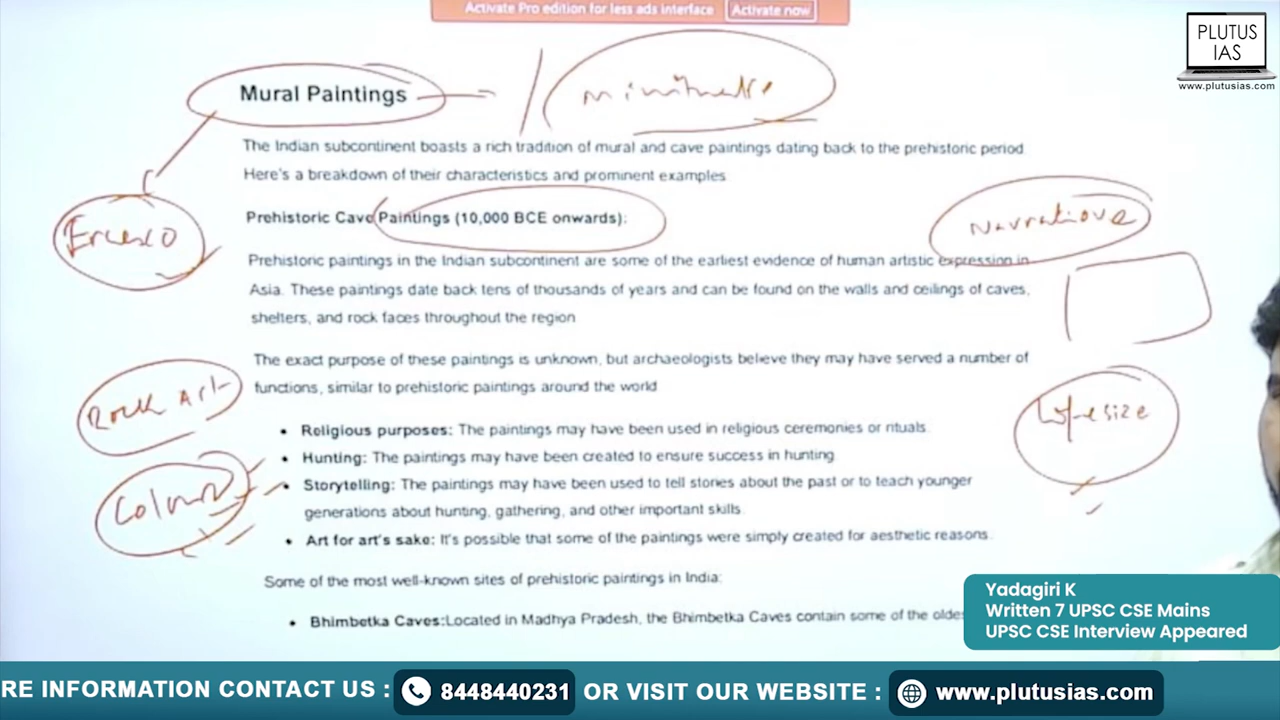 Activate Pro edition for less ads interface Activate now
PLUTUS
IAS
www.plutusias.com
Mural Paintings
The Indian subcontinent boasts a rich tradition of mural and cave paintings dating back to the prehistoric period.
Here's a breakdown of their characteristics and prominent examples
Prehistoric Cave Paintings (10,000 BCE onwards):
Narrative
Prehistoric paintings in the Indian subcontinent are some of the earliest evidence of human artistic expression in
Asia. These paintings date back tens of thousands of years and can be found on the walls and ceilings of caves,
shelters, and rock faces throughout the region
The exact purpose of these paintings is unknown, but archaeologists believe they may have served a number of
functions, similar to prehistoric paintings around the world
Rock Art
• Religious purposes: The paintings may have been used in religious ceremonies or rituals.
• Hunting: The paintings may have been created to ensure success in hunting
• Storytelling: The paintings may have been used to tell stories about the past or to teach younger
generations about hunting, gathering, and other important skills.
• Art for art's sake: It's possible that some of the paintings were simply created for aesthetic reasons.
Some of the most well-known sites of prehistoric paintings in India:
• Bhimbetka Caves:Located in Madhya Pradesh, the Bhimbetka Caves contain some of the
Yadagiri K
Written 7 UPSC CSE Mains
UPSC CSE Interview Appeared
RE INFORMATION CONTACT US : 8448440231 OR VISIT OUR WEBSITE : www.plutusias.com